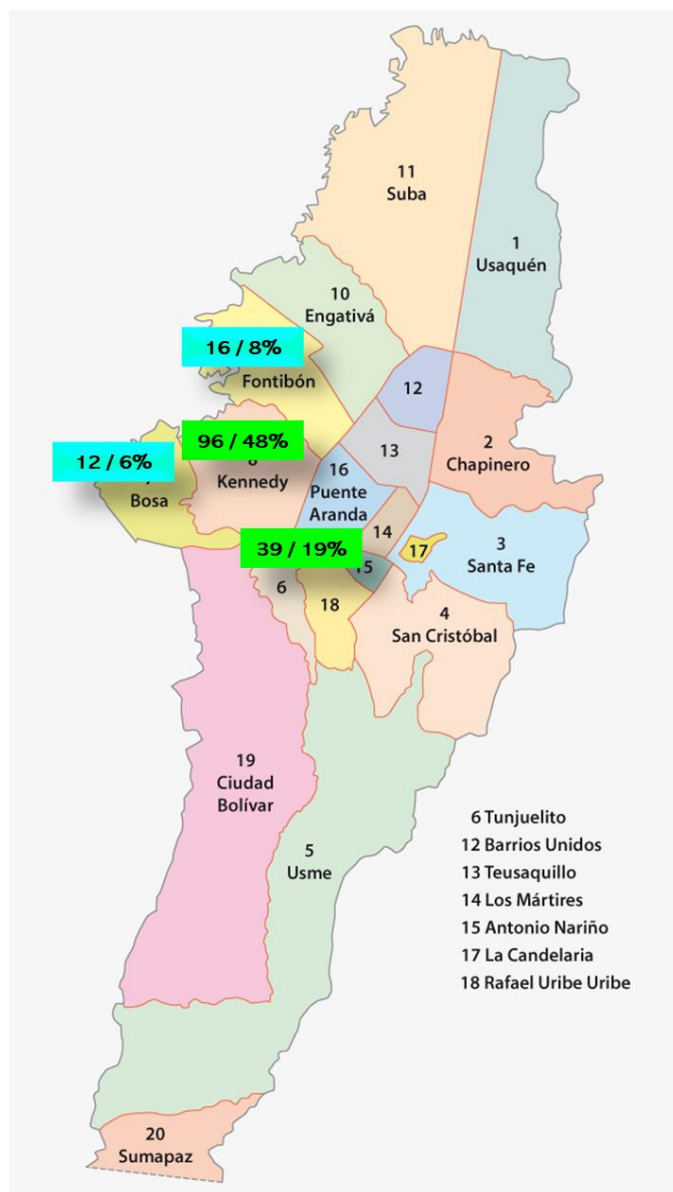 11
Suba
1
Usaquén
10
Engativá
16 / 8%
Fontibón
12
2
Chapinero
13
96 / 48%
Kennedy
12 / 6%
Bosa
16
Puente
Aranda
14
17
3
Santa Fe
39 / 19%
15
6
18
4
San Cristóbal
19
Ciudad
Bolívar
5
Usme
6 Tunjuelito
12 Barrios Unidos
13 Teusaquillo
14 Los Mártires
15 Antonio Nariño
17 La Candelaria
18 Rafael Uribe Uribe
20
Sumapaz